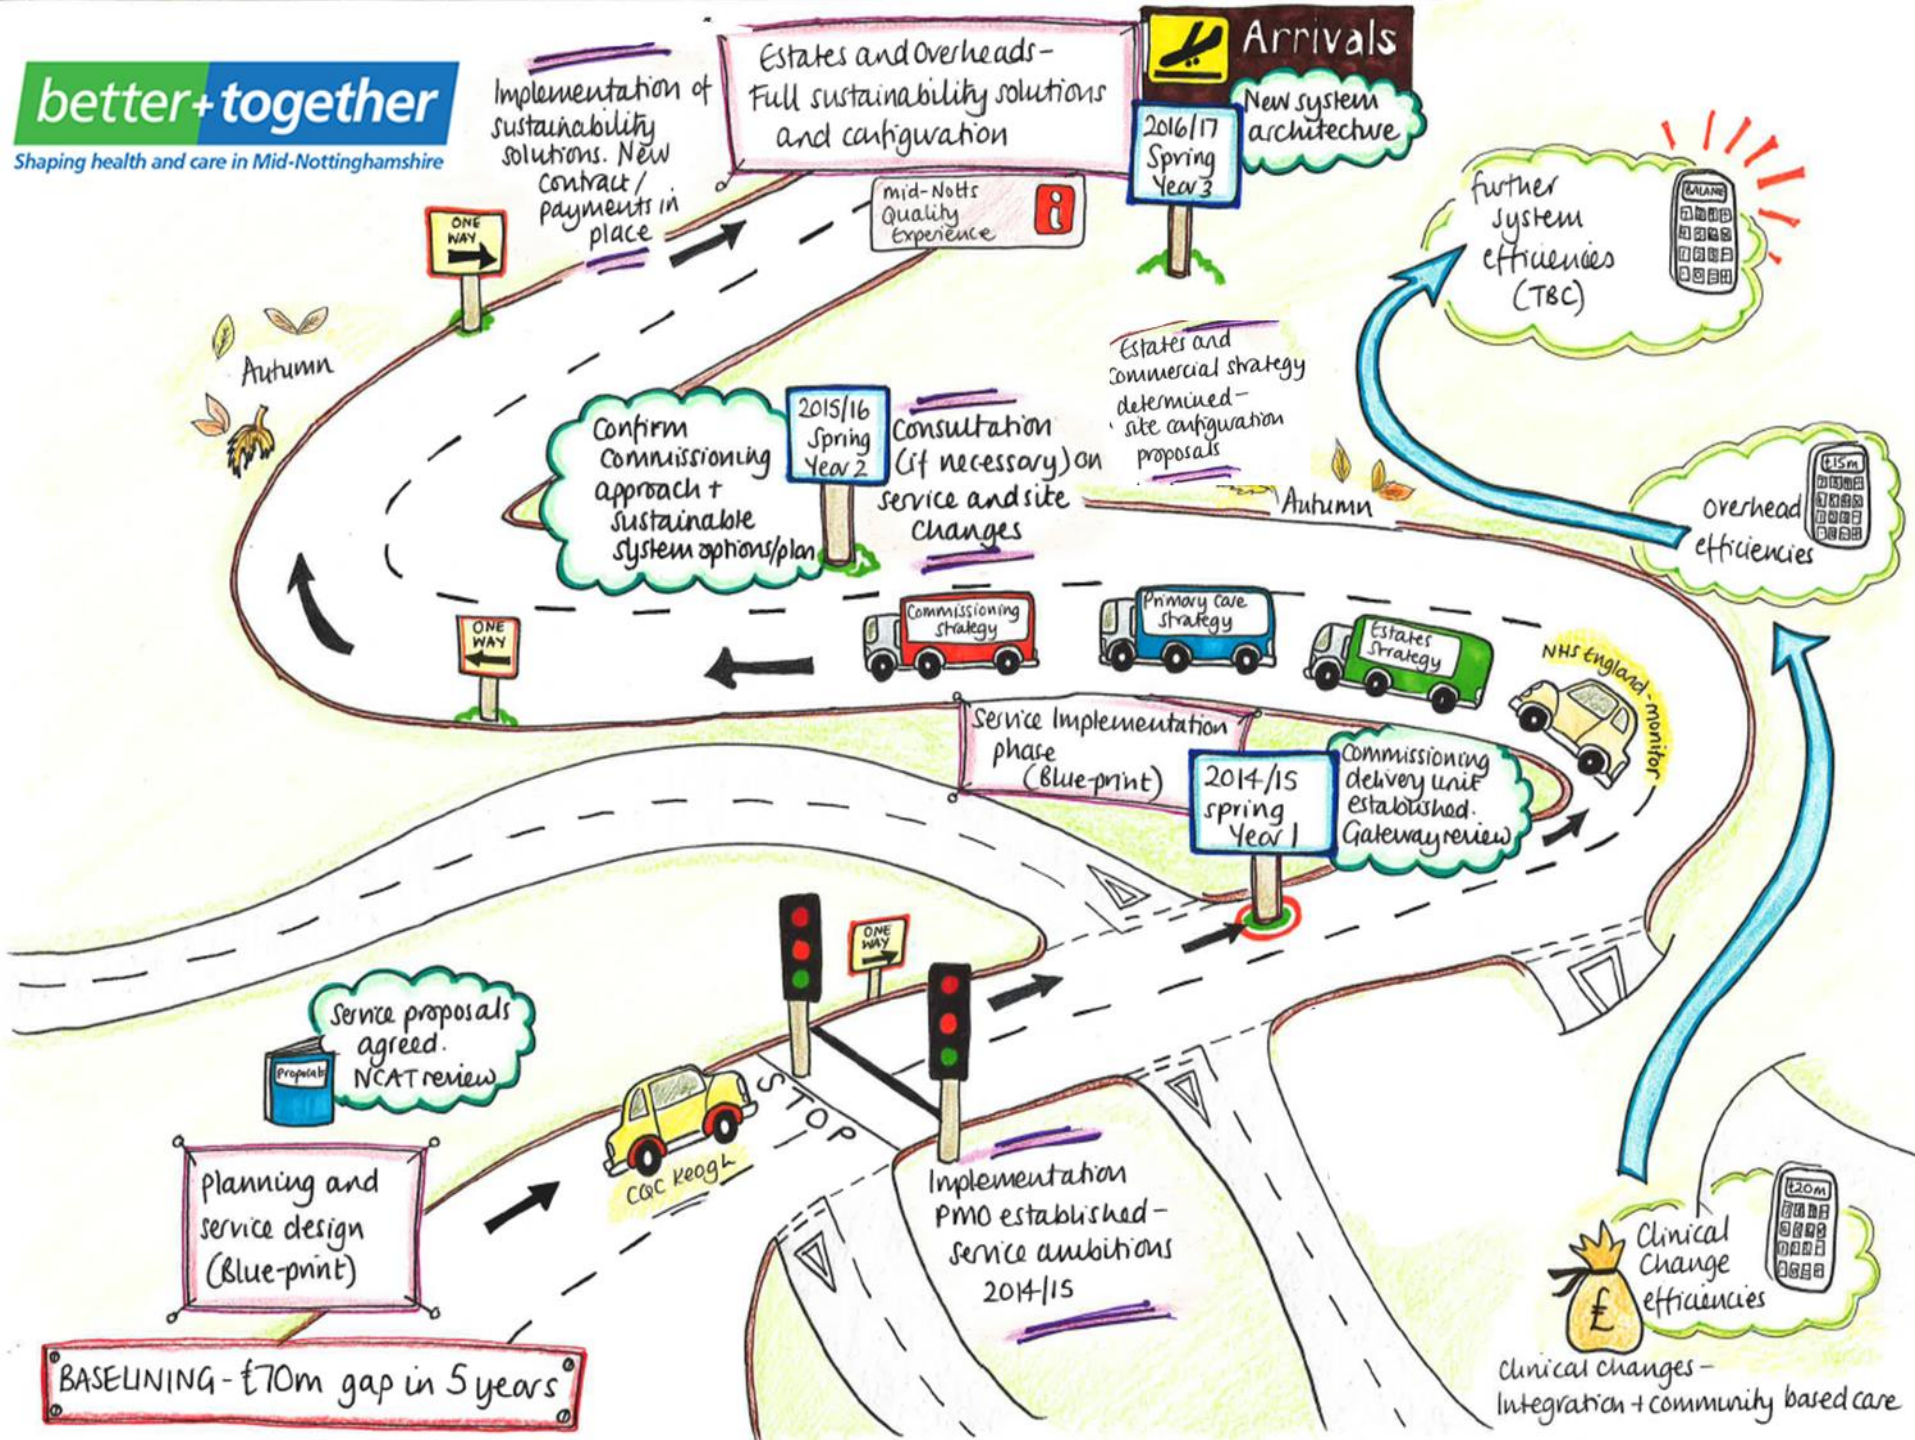 better+together
Shaping health and care in Mid-Nottinghamshire
Implementation of
sustainability
solutions. New
contract/
payments in
place
Estates and Overheads-
Full sustainability solutions
and configuration
Arrivals
New system
architecture
2016/17
Spring
Year 3
mid-Notts
Quality
Experience
i
ONE
WAY
further
system
efficiencies
(TBC)
Autumn
Confirm
Commissioning
approach +
sustainable
system options/plan
2015/16
Spring
Year 2
Consultation
(if necessary) on
service and site
changes
Estates and
commercial strategy
determined-
site configuration
proposals
Autumn
£15m
overhead
efficiencies
ONE
WAY
Commissioning
strategy
Primary Care
strategy
Estates
Strategy
NHS England-monitor
Service Implementation
phase
(Blue-print)
2014/15
spring
Year 1
Commissioning
delivery unit
established.
Gateway review
ONE
WAY
Service proposals
agreed.
NCAT review
Proposals
STOP
CQC Keogh
Planning and
service design
(Blue-print)
BASELINING - £70m gap in 5 years
Implementation
PMO established-
service ambitions
2014/15
£20m
Clinical
Change
efficiencies
£
Clinical changes-
Integration + community based care